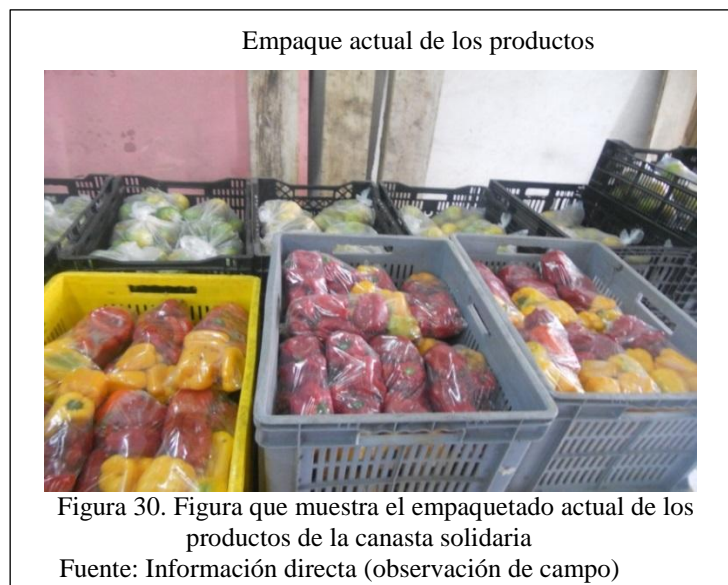 Empaque actual de los productos
Figura 30. Figura que muestra el empaquetado actual de los
productos de la canasta solidaria
Fuente: Información directa (observación de campo)